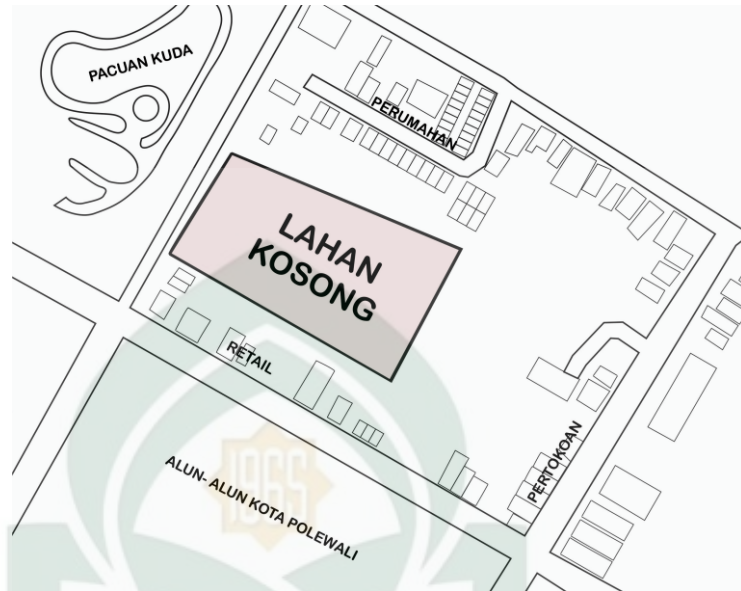 PACUAN KUDA
PERUMAHAN
LAHAN
KOSONG
RETAIL
PERTOKOAN
ALUN- ALUN KOTA POLEWALI
1965